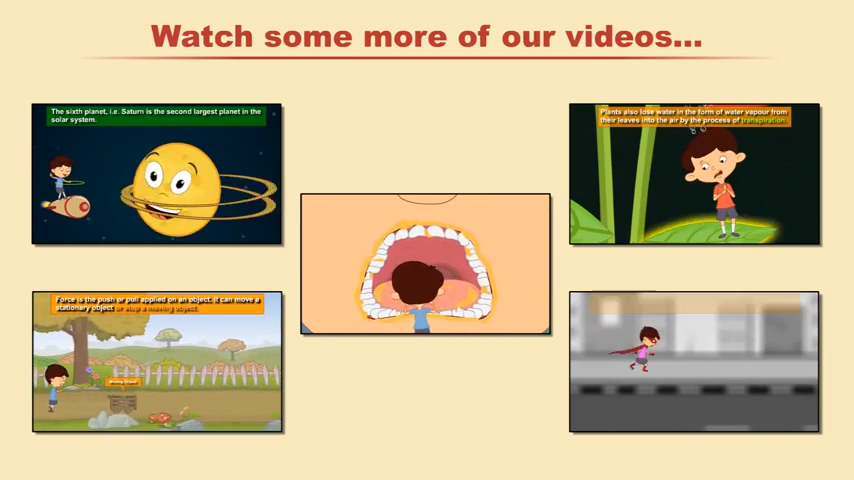 Watch some more of our videos...
The sixth planet, i.e. Saturn is the second largest planet in the
solar system.
Plants also lose water in the form of water vapour from
their leaves into the air by the process of transpiration
Force is the push or pull applied on an object. It can move a
stationary object or stop a moving object.